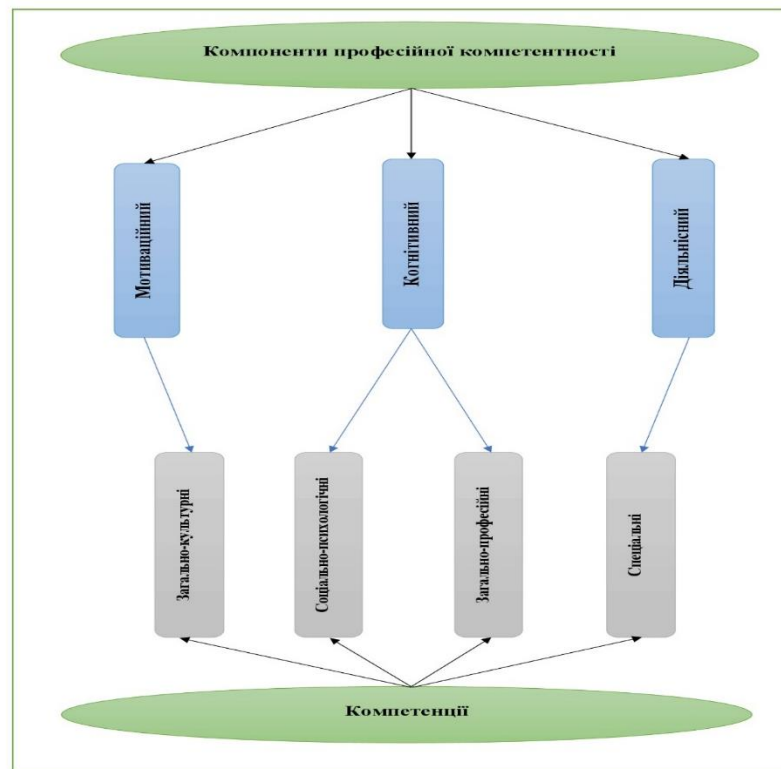 Компоненти професійної компетентності
Мотиваційний
Когнітивний
Діяльнісний
Загально-культурні
Соціально-психологічні
Загально-професійні
Спеціальні
Компетенції